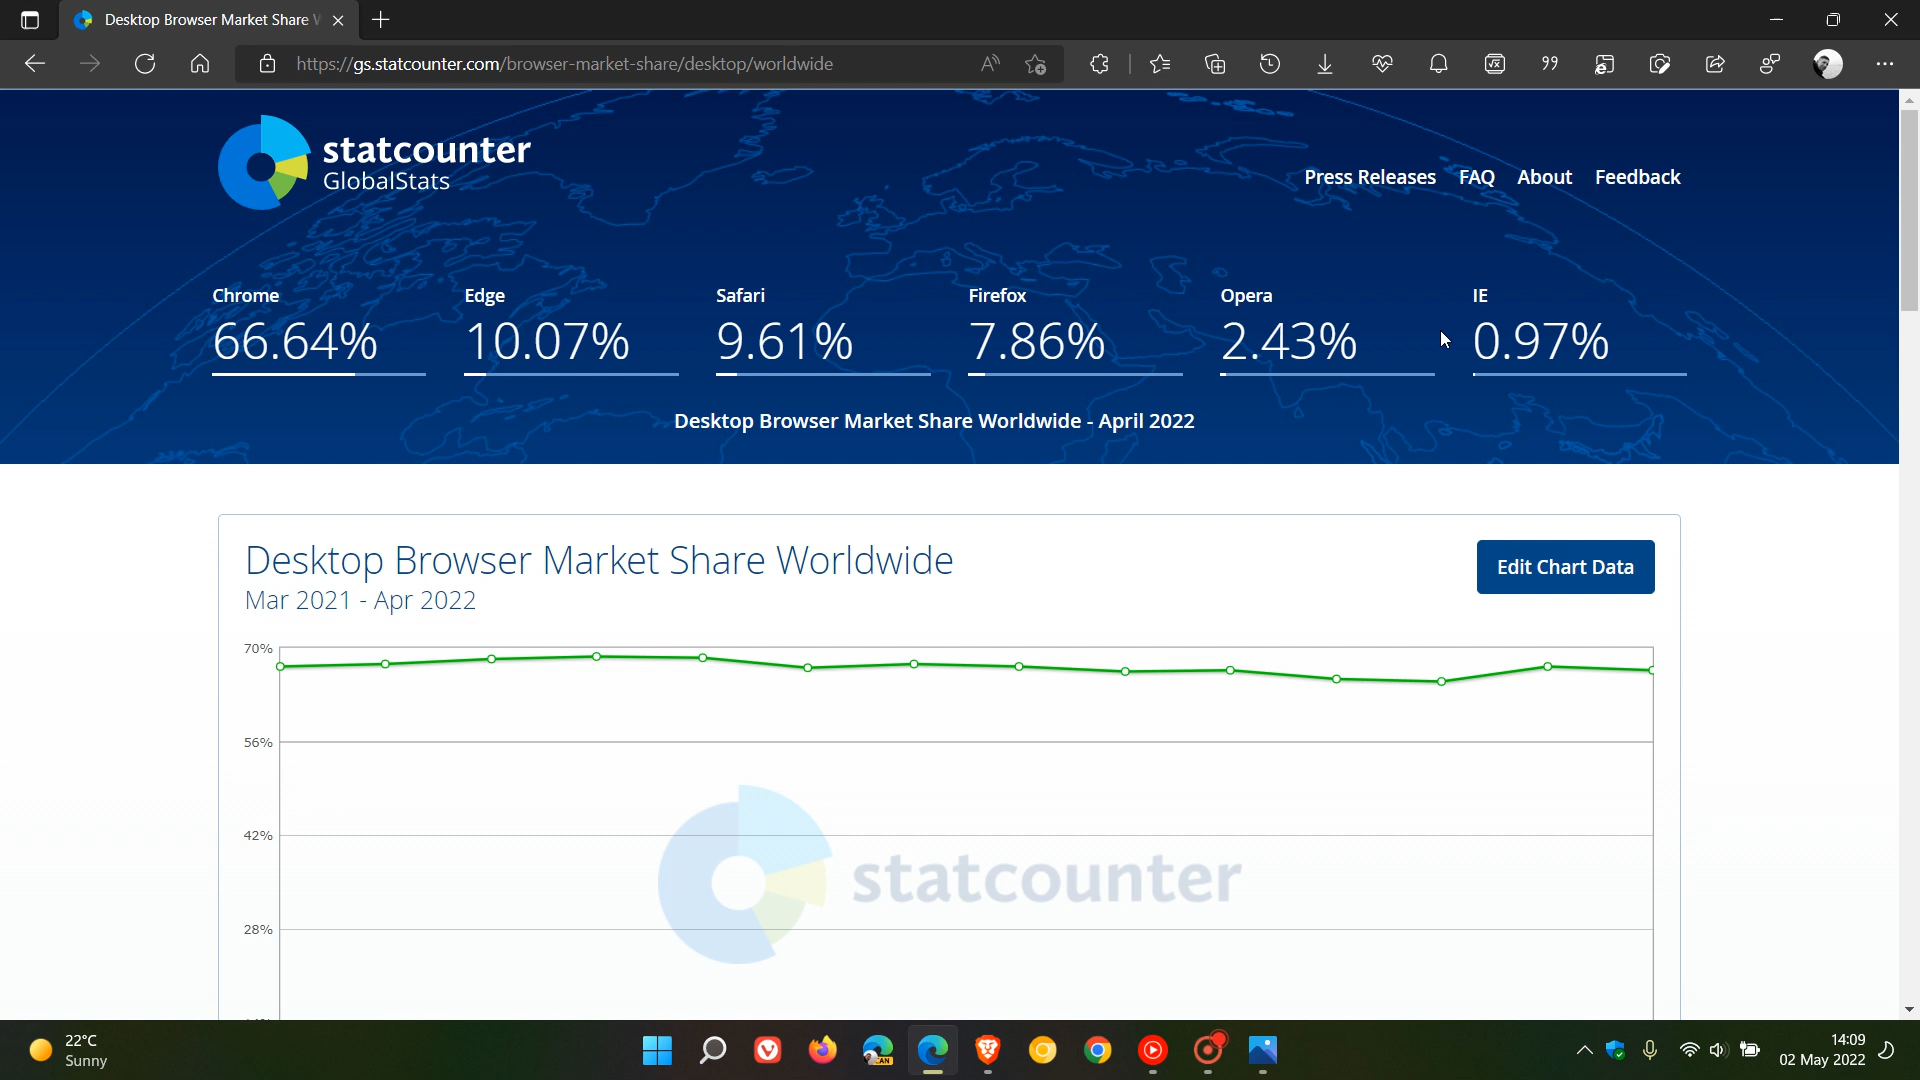 Desktop Browser Market Share
https://gs.statcounter.com/browser-market-share/desktop/worldwide
statcounter
GlobalStats
Press Releases FAQ About Feedback
Chrome Edge Safari Firefox Opera IE
66.64% 10.07% 9.61% 7.86% 2.43% 0.97%
Desktop Browser Market Share Worldwide - April 2022
Desktop Browser Market Share Worldwide
Edit Chart Data
Mar 2021 - Apr 2022
70%
56%
42%
statcounter
28%
22°C
Sunny
CAN
14:09
02 May 2022